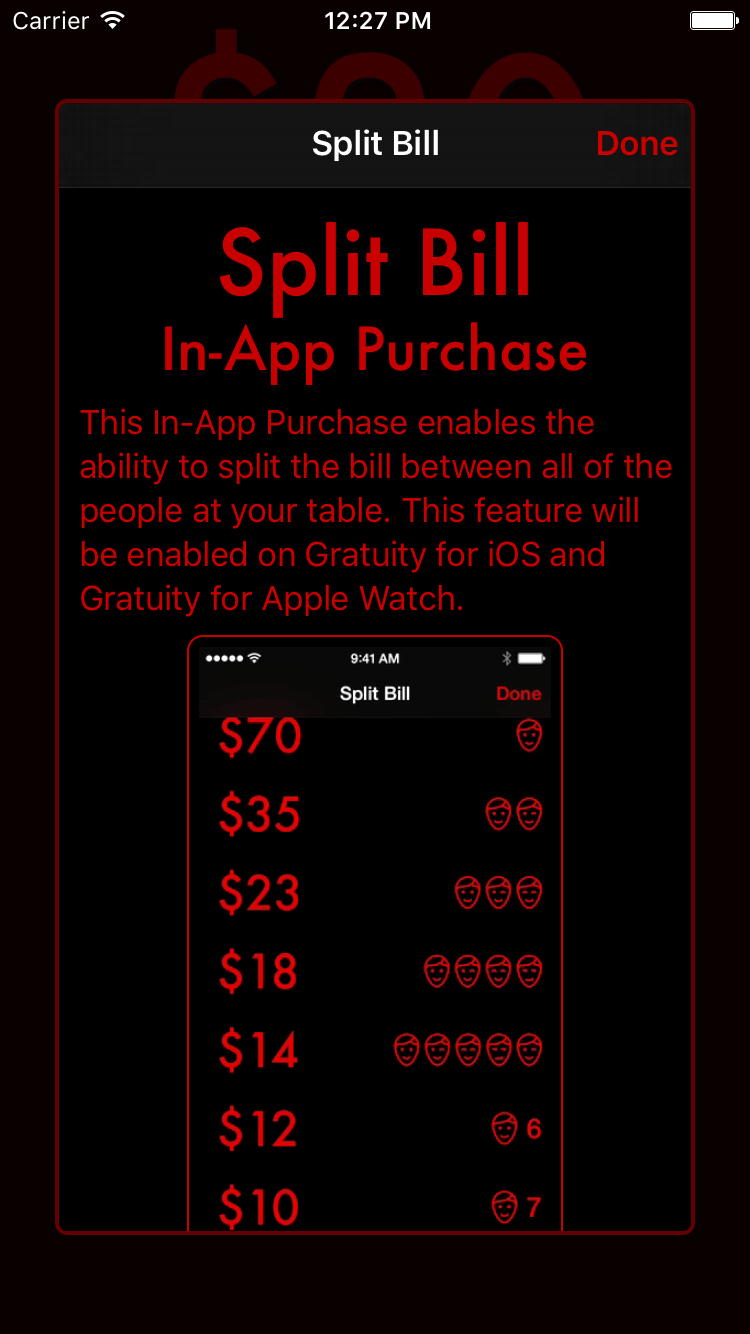 Carrier 12:27 PM
Split Bill Done
Split Bill
In-App Purchase
This In-App Purchase enables the
ability to split the bill between all of the
people at your table. This feature will
be enabled on Gratuity for iOS and
Gratuity for Apple Watch.
9:41 AM
Split Bill Done
$70
$35
$23
$18
$14
$12 6
$10 7